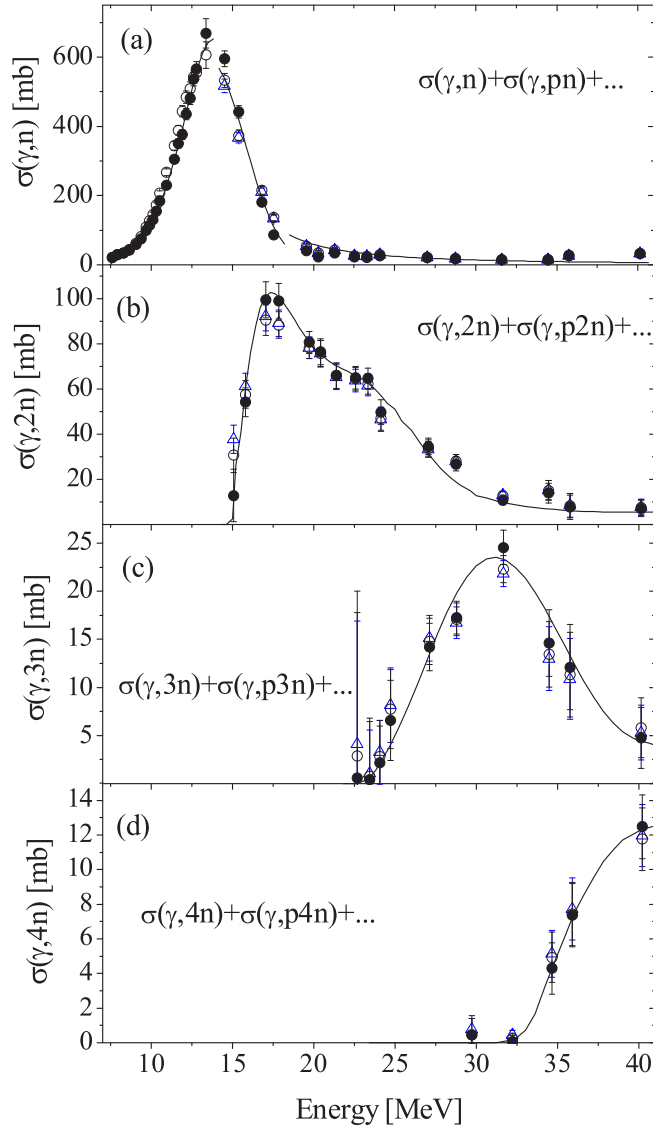 (a)
σ(γ,n)+σ(γ,pn)+...
σ(γ,n) [mb]
600
400
200
0
(b)
σ(γ,2n)+σ(γ,p2n)+...
σ(γ,2n) [mb]
100
80
60
40
20
(c)
σ(γ,3n)+σ(γ,p3n)+...
σ(γ,3n) [mb]
25
20
15
10
5
(d)
σ(γ,4n)+σ(γ,p4n)+...
σ(γ,4n) [mb]
14
12
10
8
6
4
2
0
10 15 20 25 30 35 40
Energy [MeV]